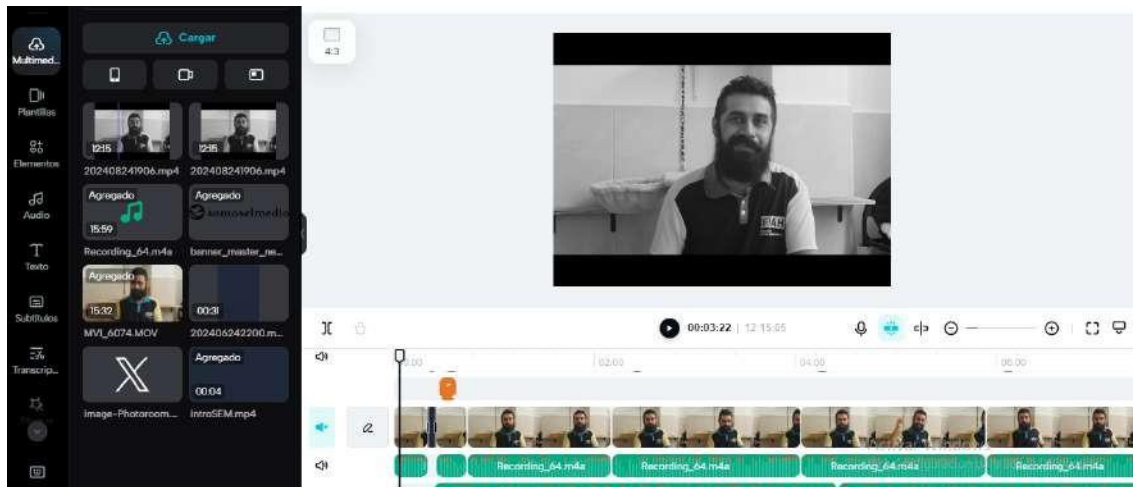 Multimed...
Plantillas
Elementos
Audio
Texto
Subtítulos
Transcrip...
Cargar
12:15
12:15
202408241906.mp4
202408241906.mp4
Agregado
15:59
Recording_64.m4a
Agregado
somoselmedio
banner_master_ne...
Agregado
15:32
MVI_6074.MOV
00:31
202406242200.m...
image-Photoroom...
Agregado
00:04
introSEM.mp4
4:3
00:03:22 | 12:15:05
02:00
04:00
06:00
Recording_64.m4a
Recording_64.m4a
Recording_64.m4a
Recording_64.m4a